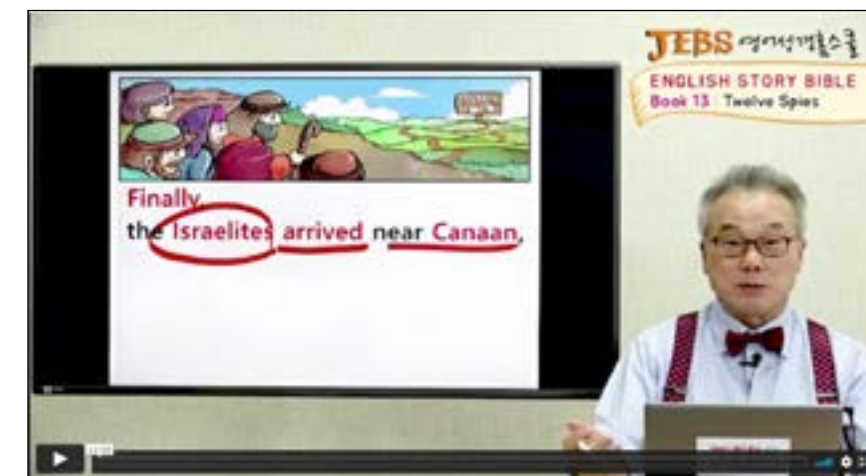 JEBS 영어성경홈스쿨
ENGLISH STORY BIBLE
Book 13 Twelve Spies
Finally,
the Israelites arrived near Canaan,